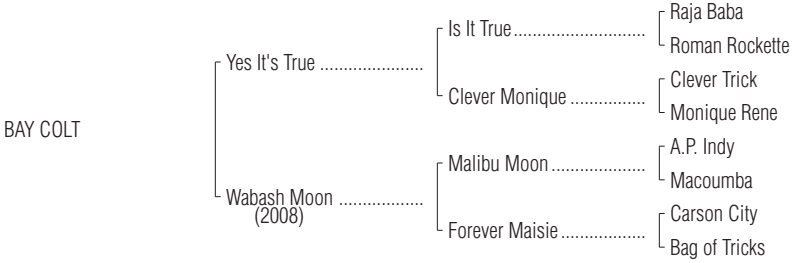 Raja Baba
Is It True............................
Roman Rockette
Yes It's True ......................
Clever Trick
Clever Monique ................
Monique Rene
BAY COLT
A.P. Indy
Malibu Moon....................
Macoumba
Wabash Moon ..................
(2008)
Carson City
Forever Maisie..................
Bag of Tricks